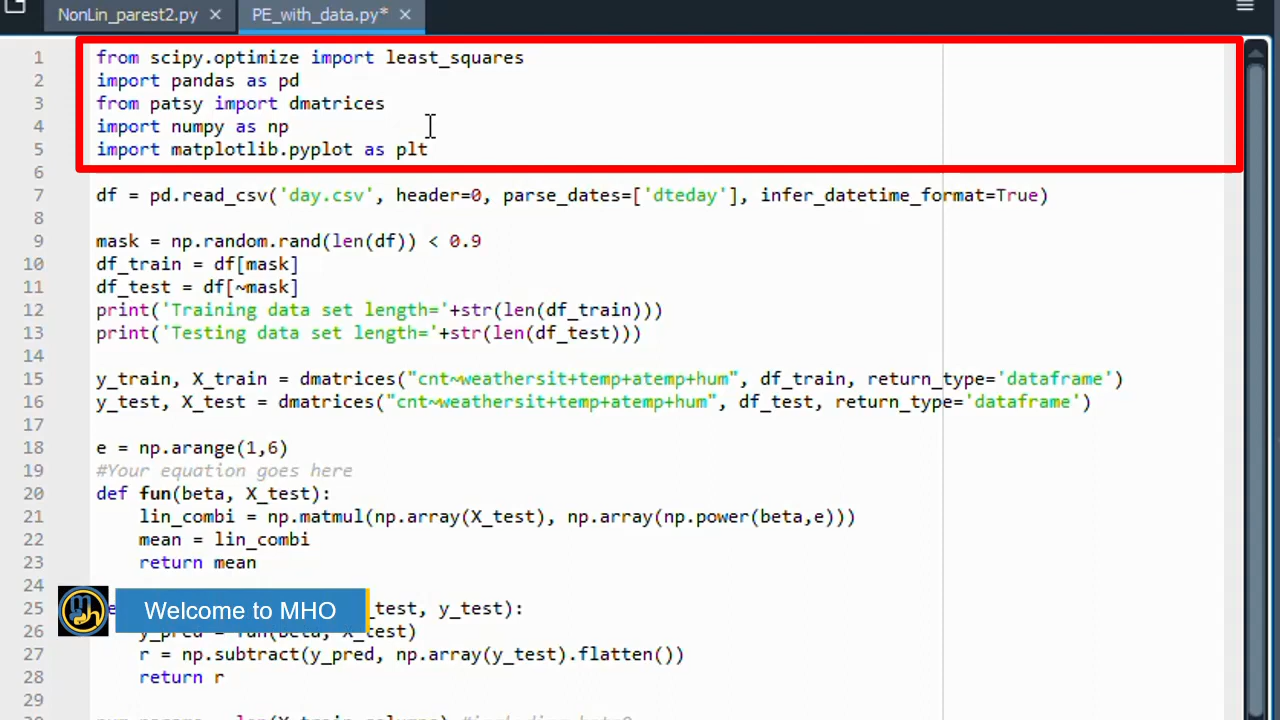 NonLin_parest2.py × PE_with_data.py* ×
1 from scipy.optimize import least_squares
2 import pandas as pd
3 from patsy import dmatrices
4 import numpy as np
5 import matplotlib.pyplot as plt
6
7 df = pd.read_csv('day.csv', header=0, parse_dates=['dteday'], infer_datetime_format=True)
8
9 mask = np.random.rand(len(df)) < 0.9
10 df_train = df[mask]
11 df_test = df[~mask]
12 print('Training data set length='+str(len(df_train)))
13 print('Testing data set length='+str(len(df_test)))
14
15 y_train, X_train = dmatrices("cnt~weathersit+temp+atemp+hum", df_train, return_type='dataframe')
16 y_test, X_test = dmatrices("cnt~weathersit+temp+atemp+hum", df_test, return_type='dataframe')
17
18 e = np.arange(1,6)
19 #Your equation goes here
20 def fun(beta, X_test):
21 lin_combi = np.matmul(np.array(X_test), np.array(np.power(beta,e)))
22 mean = lin_combi
23 return mean
24
25 _test, y_test):
Welcome to MHO
26 y_pred = fun(beta, X_test)
27 r = np.subtract(y_pred, np.array(y_test).flatten())
28 return r
29